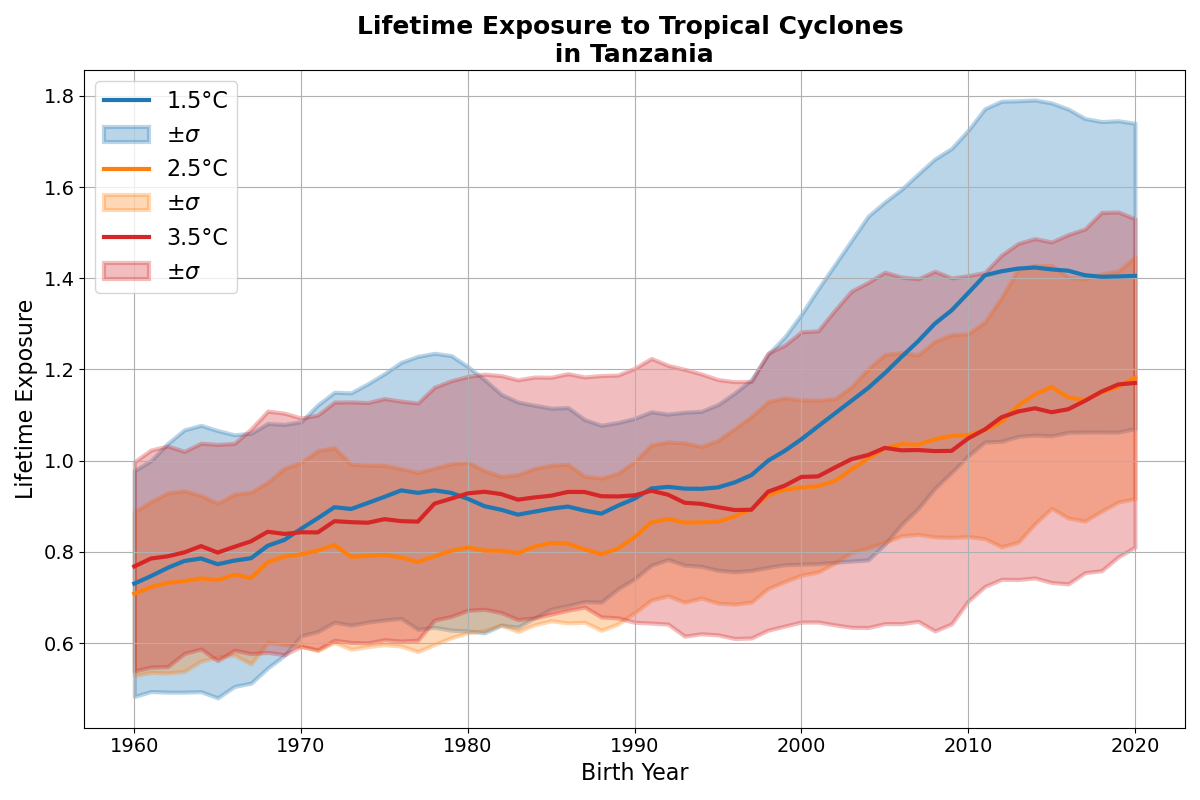 Lifetime Exposure to Tropical Cyclones
in Tanzania
1.5°C
±σ
2.5°C
±σ
3.5°C
±σ
Lifetime Exposure
1.8
1.6
1.4
1.2
1.0
0.8
0.6
1960 1970 1980 1990 2000 2010 2020
Birth Year